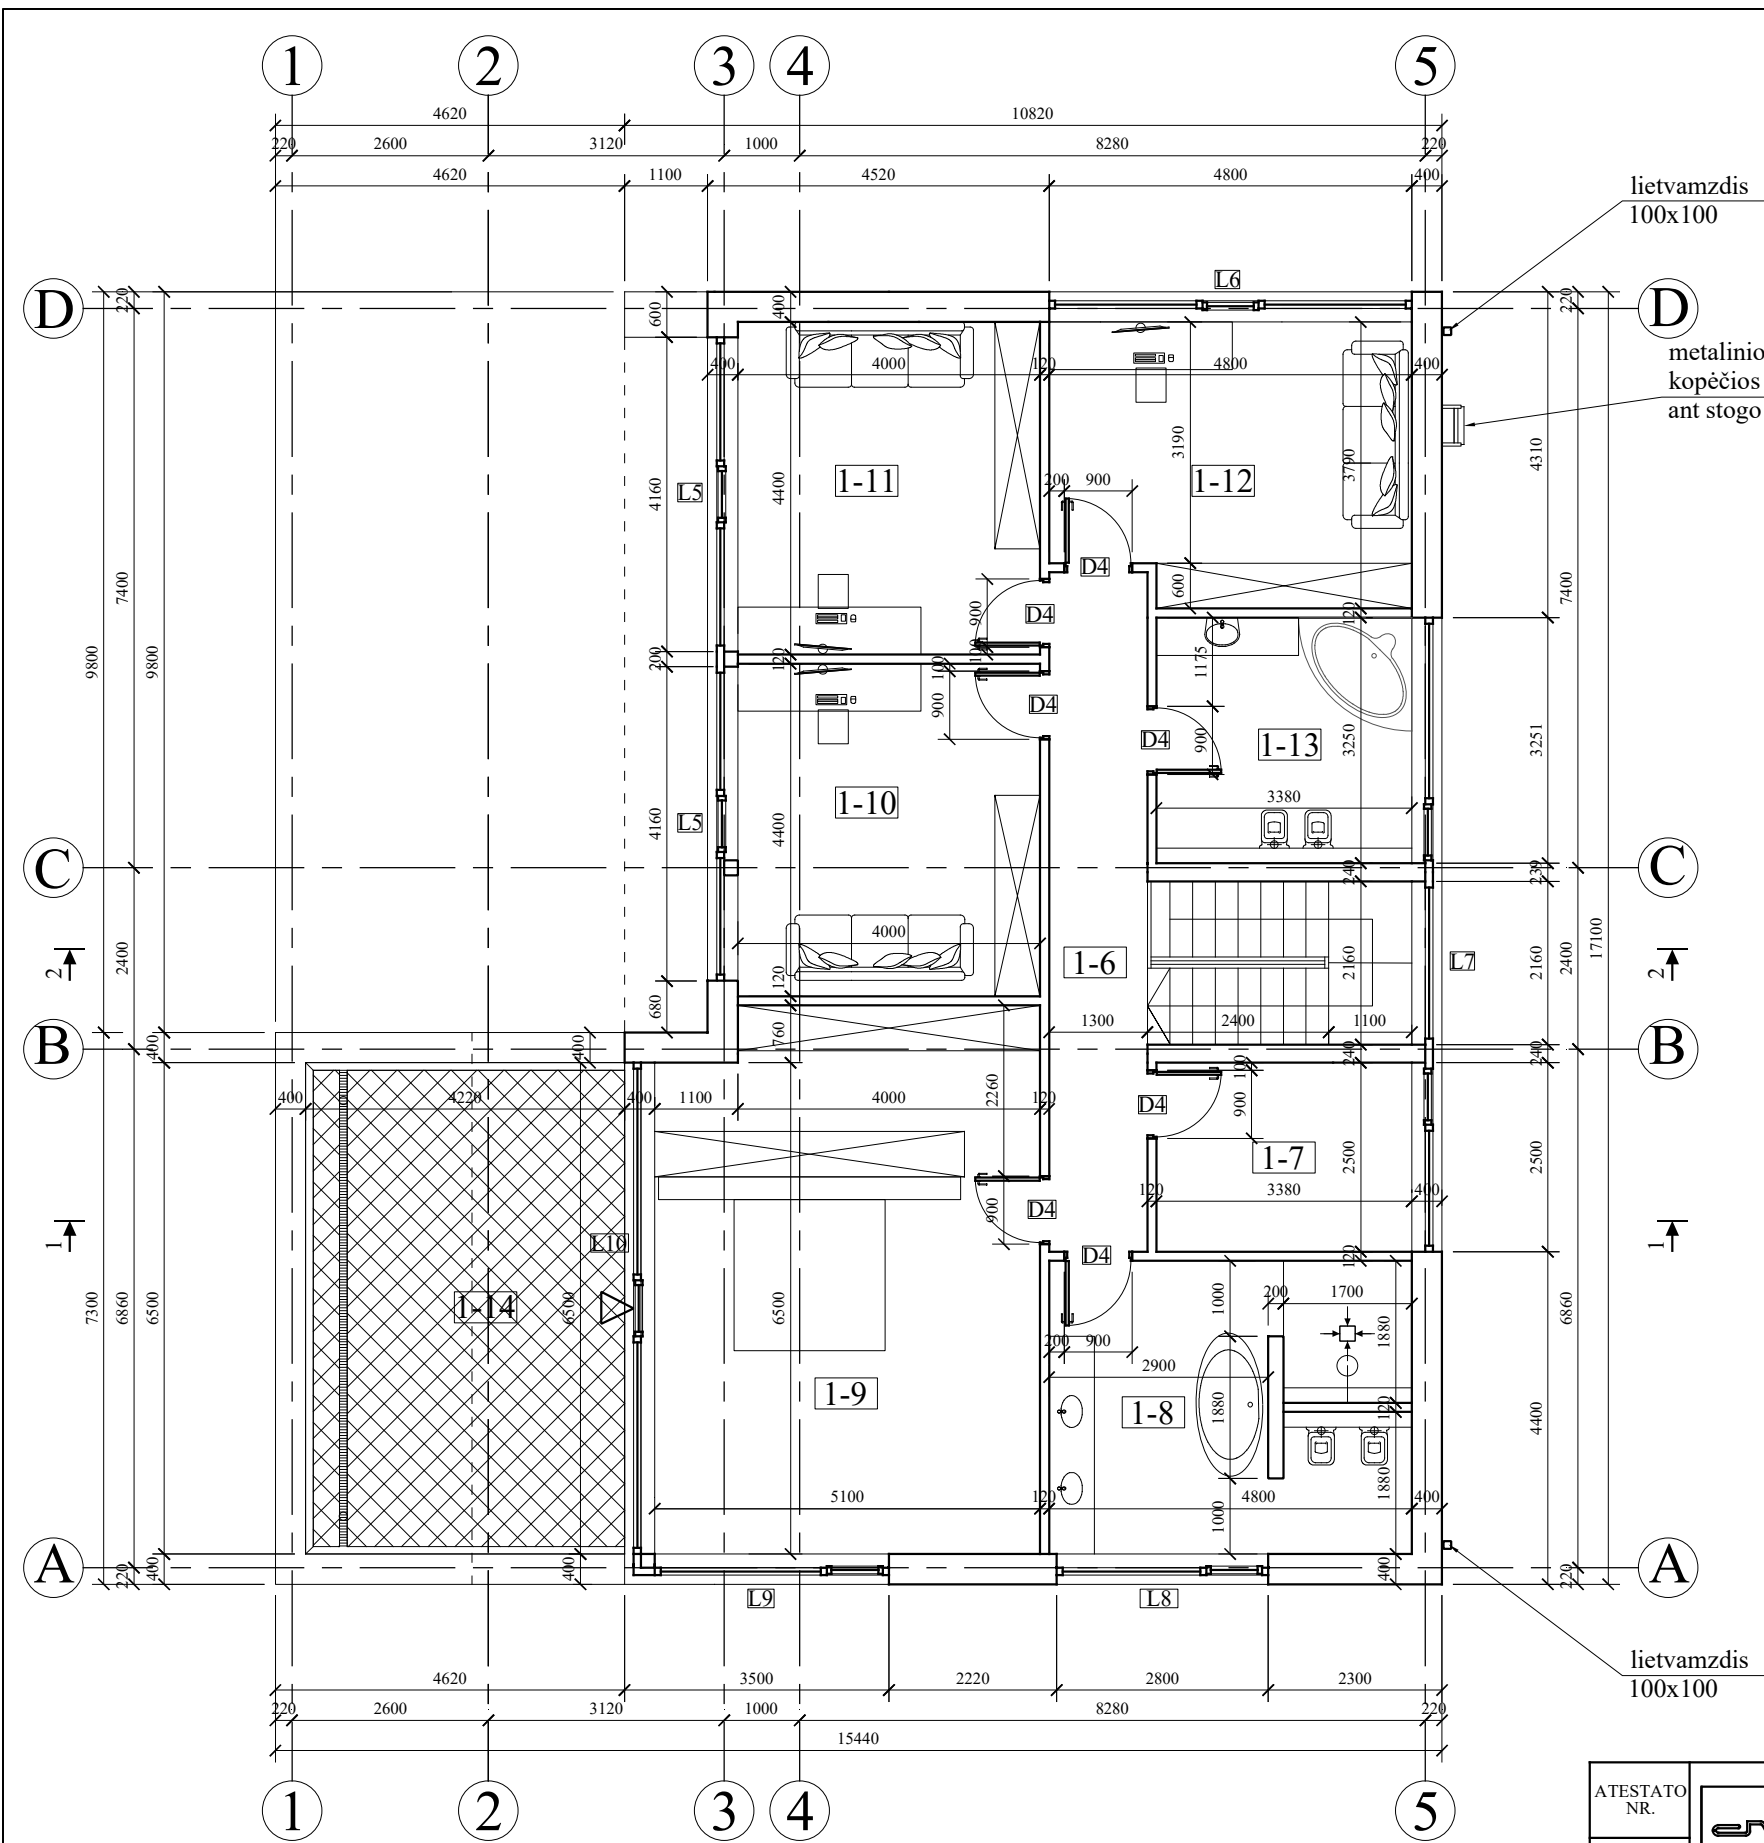 1 2 3 4 5
4620 10820
220 2600 3120 1000 8280 220
4620 1100 4520 4800 400
lietvamzdis
100x100
L6
D 220 600 400 D 220
metalinio
kopėčios
ant stogo
400 4000 120 4800 400
3190 3790 4310
1-11 1-12
200 900
L5 4160 4400
D4
7400 600 7400
900 D4 120
9800 9800
100
200 120 100
1175
900 D4
D4 900 1-13 3250 3251
1-10 3380
L5 4160 4400
C 240 239 C
4000
2 2400 1-6 2160 2160 2400 17100 L7 2
120
680 760 1300 2400 1100
B 400 400 240 240 B
100
400 4220 400 1100 4000 120
2260 D4 900
1-7 2500 2500
120 3380 400
1 900 D4 1
L10 D4
120
7300 6860 6500 1-14 6500 6500 1000 200 1700 6860
1880
200 900
2900
1-9 1-8 1880 120 4400
1880
5100 120 4800 400
1000
A 220 400 400 400 220 A
L9 L8
lietvamzdis
100x100
4620 3500 2220 2800 2300
220 2600 3120 1000 8280 220
15440
1 2 3 4 5
ATESTATO
NR.